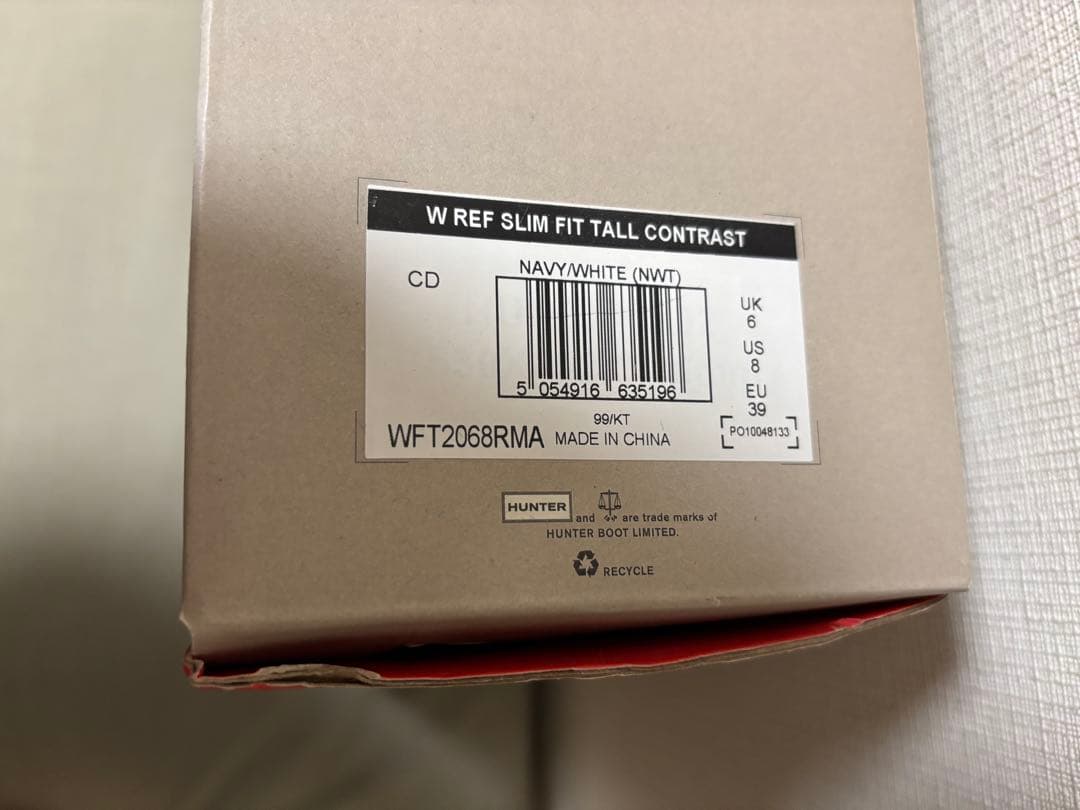 W REF SLIM FIT TALL CONTRAST
CD
NAVY/WHITE (NWT)
5 054916 635196
UK
6
US
8
EU
39
99/KT
WFT2068RMA MADE IN CHINA
PO10048133
HUNTER and are trade marks of
HUNTER BOOT LIMITED.
RECYCLE